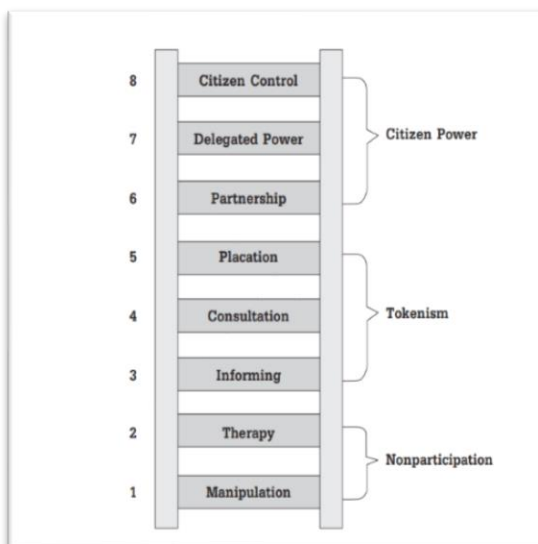 8 Citizen Control
7 Delegated Power
Citizen Power
6 Partnership
5 Placation
4 Consultation
Tokenism
3 Informing
2 Therapy
Nonparticipation
1 Manipulation